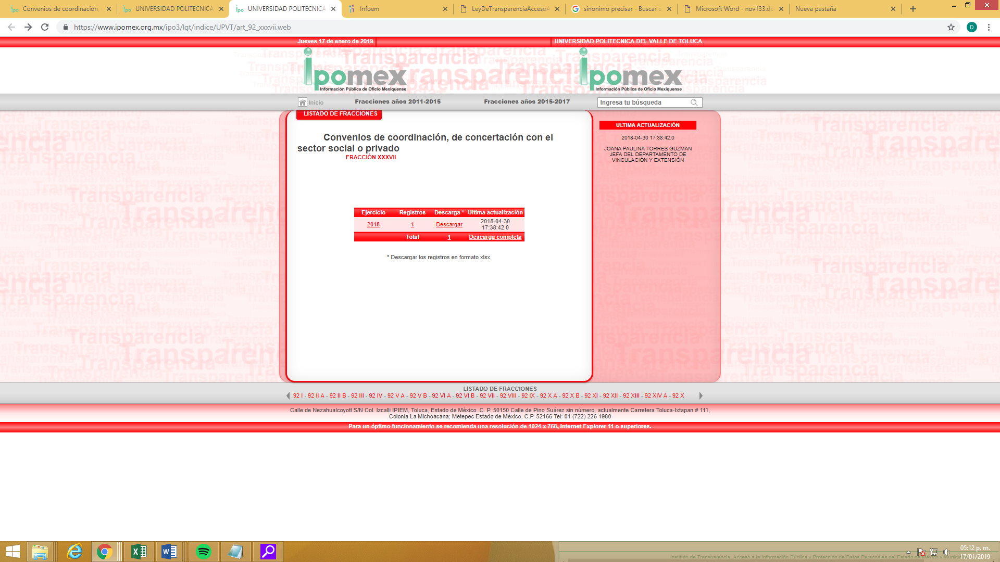 Convenios de coordinación,
UNIVERSIDAD POLITECNICA
UNIVERSIDAD POLITECNICA
Infoem
LeyDeTransparenciaAccesoA
sinonimo precisar - Buscar c
Microsoft Word - nov133.do
Nueva pestaña
https://www.ipomex.org.mx/ipo3/lgt/indice/UPVT/art_92_xxxvii.web
D
Jueves 17 de enero de 2019
UNIVERSIDAD POLITECNICA DEL VALLE DE TOLUCA
Transparencia
ipomex
Información Pública de Oficio Mexiquense
ipomex
Información Pública de Oficio Mexiquense
Inicio
Fracciones años 2011-2015
Fracciones años 2015-2017
Ingresa tu búsqueda
LISTADO DE FRACCIONES
Convenios de coordinación, de concertación con el
sector social o privado
FRACCIÓN XXXVII
Ejercicio Registros Descarga * Ultima actualización
2018 1 Descargar 2018-04-30
17:38:42.0
Total 1 Descarga completa
* Descargar los registros en formato xlsx.
ULTIMA ACTUALIZACIÓN
2018-04-30 17:38:42.0
JOANA PAULINA TORRES GUZMAN
JEFA DEL DEPARTAMENTO DE
VINCULACIÓN Y EXTENSIÓN
LISTADO DE FRACCIONES
92 I - 92 II A - 92 II B - 92 III - 92 IV - 92 V A - 92 V B - 92 VI A - 92 VI B - 92 VII - 92 VIII - 92 IX - 92 X A - 92 X B - 92 XI - 92 XII - 92 XIII - 92 XIV A - 92 X
Calle de Nezahualcoyotl S/N Col. Izcalli IPIEM, Toluca, Estado de México. C. P. 50150 Calle de Pino Suárez sin número, actualmente Carretera Toluca-Ixtapan # 111,
Colonia La Michoacana; Metepec Estado de México, C.P. 52166 Tel: 01 (722) 226 1980
Para un óptimo funcionamiento se recomienda una resolución de 1024 x 768, Internet Explorer 11 o superiores.
05:12 p. m.
Instituto de Transparencia, Acceso a la Información Pública y Protección de Datos Personales del Estado de México y Munici
17/01/2019